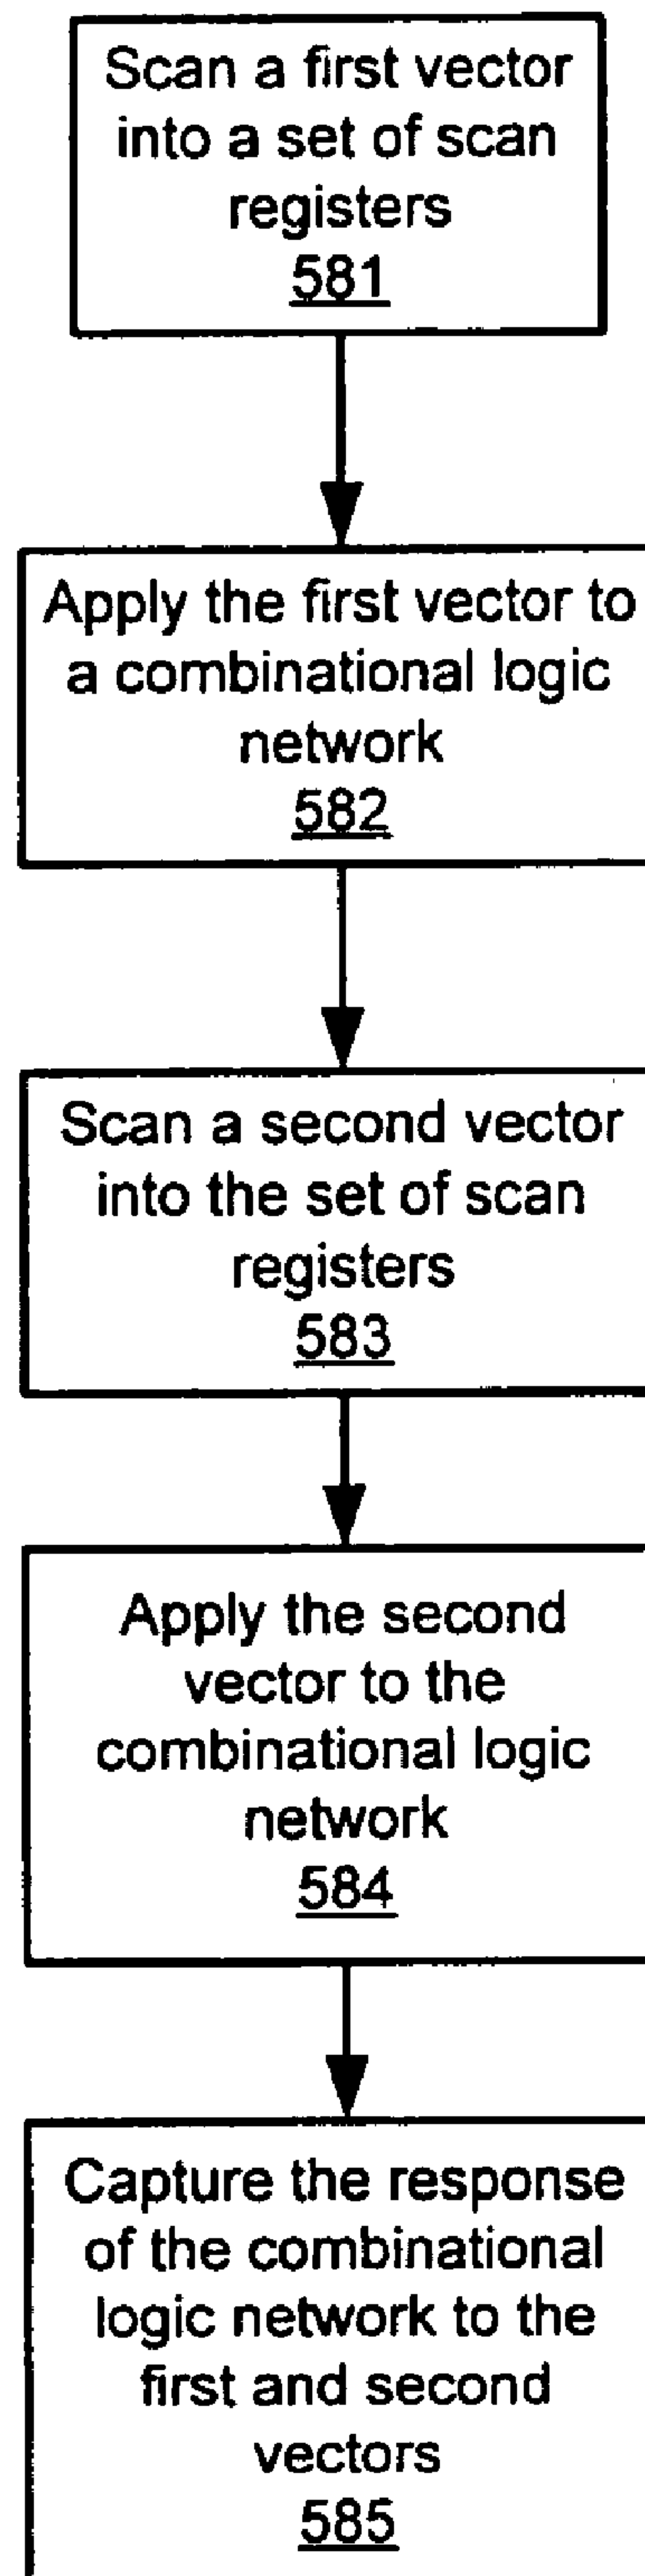 Scan a first vector
into a set of scan
registers
581
Apply the first vector to
a combinational logic
network
582
Scan a second vector
into the set of scan
registers
583
Apply the second
vector to the
combinational logic
network
584
Capture the response
of the combinational
logic network to the
first and second
vectors
585